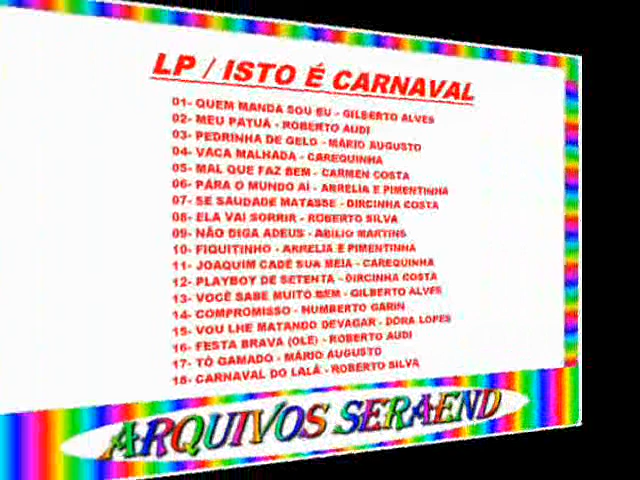 LP / ISTO É CARNAVAL
01- QUEM MANDA SOU EU - GILBERTO ALVES
02- MEU PATUÁ - ROBERTO AUDI
03- PEDRINHA DE GELO - MÁRIO AUGUSTO
04- VACA MALHADA - CAREQUINHA
05- MAL QUE FAZ BEM - CARMEN COSTA
06- PÁRA O MUNDO AÍ - ARRELIA E PIMENTINHA
07- SE SAUDADE MATASSE - DIRCINHA COSTA
08- ELA VAI SORRIR - ROBERTO SILVA
09- NÃO DIGA ADEUS - ABILIO MARTINS
10- FIQUITINHO - ARRELIA E PIMENTINHA
11- JOAQUIM CADÊ SUA MEIA - CAREQUINHA
12- PLAYBOY DE SETENTA - DIRCINHA COSTA
13- VOCÊ SABE MUITO BEM - GILBERTO ALVES
14- COMPROMISSO - HUMBERTO GARIN
15- VOU LHE MATANDO DEVAGAR - DORA LOPES
16- FESTA BRAVA (OLÉ) - ROBERTO AUDI
17- TÔ GAMADO - MÁRIO AUGUSTO
18- CARNAVAL DO LALÁ - ROBERTO SILVA
ARQUIVOS SERAEND